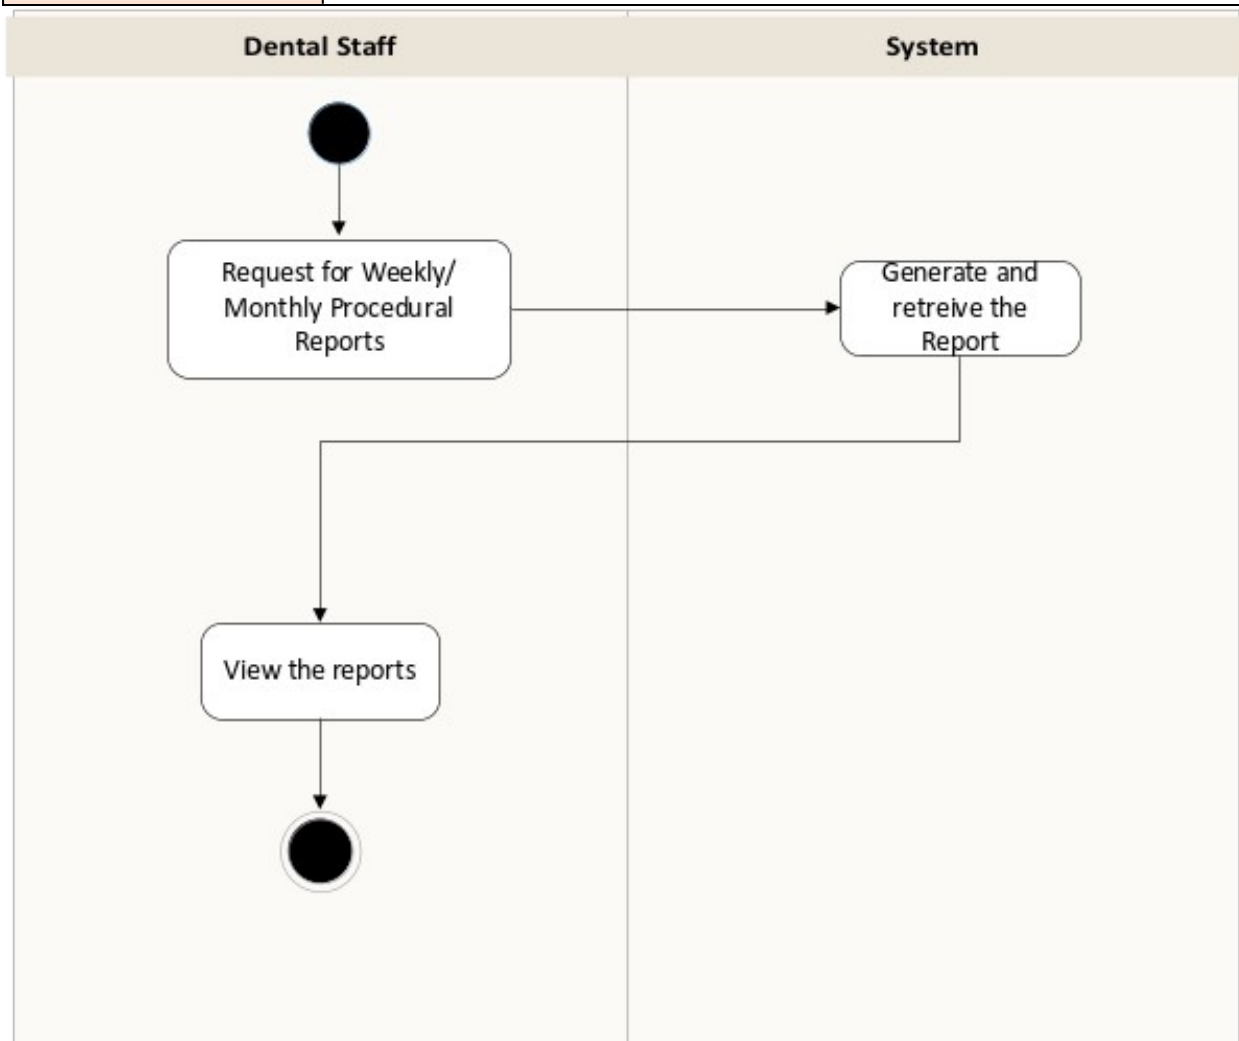 Dental Staff
System
Request for Weekly/
Monthly Procedural
Reports
Generate and
retreive the
Report
View the reports